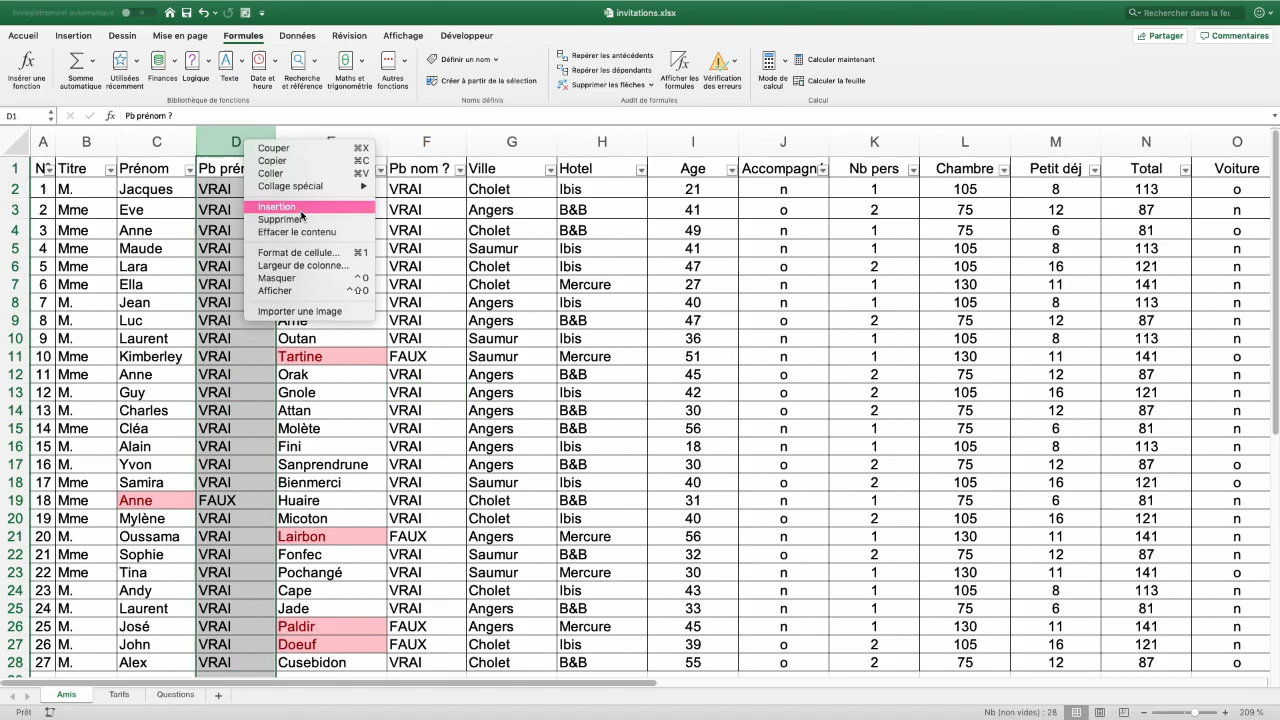 Enregistrement automatique
invitations.xlsx
Rechercher dans la feu
Accueil Insertion Dessin Mise en page Formules Données Révision Affichage Développeur Partager Commentaires
Insérer une fonction
Somme automatique
Utilisées récemment
Finances
Logique
Texte
Date et heure
Recherche et référence
Maths et trigonométrie
Autres fonctions
Bibliothèque de fonctions
Définir un nom
Créer à partir de la sélection
Noms définis
Repérer les antécédents
Repérer les dépendants
Supprimer les flèches
Afficher les formules
Vérification des erreurs
Audit de formules
Mode de calcul
Calculer maintenant
Calculer la feuille
Calcul
D1 fx Pb prénom ?
A B C D F G H I J K L M N O
1 N° Titre Prénom Pb pré Pb nom ? Ville Hotel Age Accompagné Nb pers Chambre Petit déj Total Voiture
2 1 M. Jacques VRAI VRAI Cholet Ibis 21 n 1 105 8 113 o
3 2 Mme Eve VRAI VRAI Angers B&B 41 o 2 75 12 87 n
4 3 Mme Anne VRAI VRAI Cholet B&B 49 n 1 75 6 81 o
5 4 Mme Maude VRAI VRAI Saumur Ibis 41 n 1 105 8 113 n
6 5 Mme Lara VRAI VRAI Cholet Ibis 47 o 2 105 16 121 n
7 6 Mme Ella VRAI VRAI Cholet Mercure 27 n 1 130 11 141 n
8 7 M. Jean VRAI VRAI Angers Ibis 40 n 1 105 8 113 n
9 8 M. Luc VRAI VRAI Angers B&B 47 o 2 75 12 87 n
10 9 M. Laurent VRAI Outan VRAI Saumur Ibis 36 n 1 105 8 113 n
11 10 Mme Kimberley VRAI Tartine FAUX Saumur Mercure 51 n 1 130 11 141 o
12 11 Mme Anne VRAI Orak VRAI Angers B&B 45 o 2 75 12 87 n
13 12 M. Guy VRAI Gnole VRAI Angers Ibis 42 o 2 105 16 121 n
14 13 M. Charles VRAI Attan VRAI Angers B&B 30 o 2 75 12 87 n
15 14 Mme Cléa VRAI Molète VRAI Angers B&B 56 n 1 75 6 81 o
16 15 M. Alain VRAI Fini VRAI Angers Ibis 18 n 1 105 8 113 n
17 16 M. Yvon VRAI Sanprendrune VRAI Angers B&B 30 o 2 75 12 87 o
18 17 Mme Samira VRAI Bienmerci VRAI Saumur Ibis 40 o 2 105 16 121 n
19 18 Mme Anne FAUX Huaire VRAI Cholet B&B 31 n 1 75 6 81 n
20 19 Mme Mylène VRAI Micoton VRAI Cholet Ibis 40 o 2 105 16 121 n
21 20 M. Oussama VRAI Lairbon FAUX Angers Mercure 56 n 1 130 11 141 o
22 21 Mme Sophie VRAI Fonfec VRAI Saumur B&B 32 o 2 75 12 87 n
23 22 Mme Tina VRAI Pochangé VRAI Saumur Mercure 30 n 1 130 11 141 o
24 23 M. Andy VRAI Cape VRAI Cholet Ibis 43 n 1 105 8 113 n
25 24 M. Laurent VRAI Jade VRAI Angers B&B 33 n 1 75 6 81 n
26 25 M. José VRAI Paldir FAUX Angers Mercure 45 n 1 130 11 141 n
27 26 M. John VRAI Doeuf FAUX Cholet Ibis 39 o 2 105 16 121 n
28 27 M. Alex VRAI Cusebidon VRAI Cholet B&B 55 o 2 75 12 87 o
Couper ⌘X
Copier ⌘C
Coller ⌘V
Collage spécial
Insertion
Supprimer
Effacer le contenu
Format de cellule... ⌘1
Largeur de colonne...
Masquer ^0
Afficher ^⇧0
Importer une image
Amis Tarifs Questions +
Prêt Nb (non vides) : 28 209 %